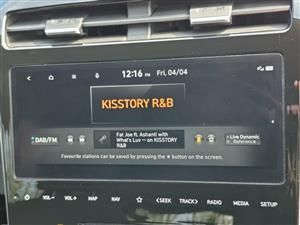 12:16 PM
Fri, 04/04
KISSTORY R&B
DAB/FM
Fat Joe ft. Ashanti with
What's Luv — on KISSTORY
R&B
Live Dynamic
Reference
Favourite stations can be saved by pressing the ★ button on the screen.
VOL− VOL+ MAP NAV <SEEK TRACK> RADIO MEDIA SETUP